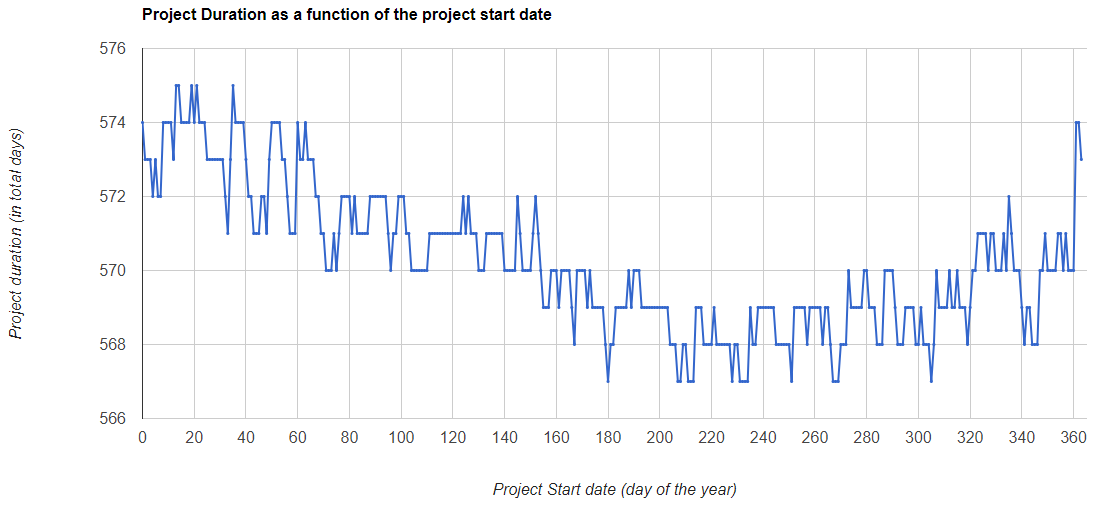 Project Duration as a function of the project start date
576
574
572
570
568
566
Project duration (in total days)
0 20 40 60 80 100 120 140 160 180 200 220 240 260 280 300 320 340 360
Project Start date (day of the year)